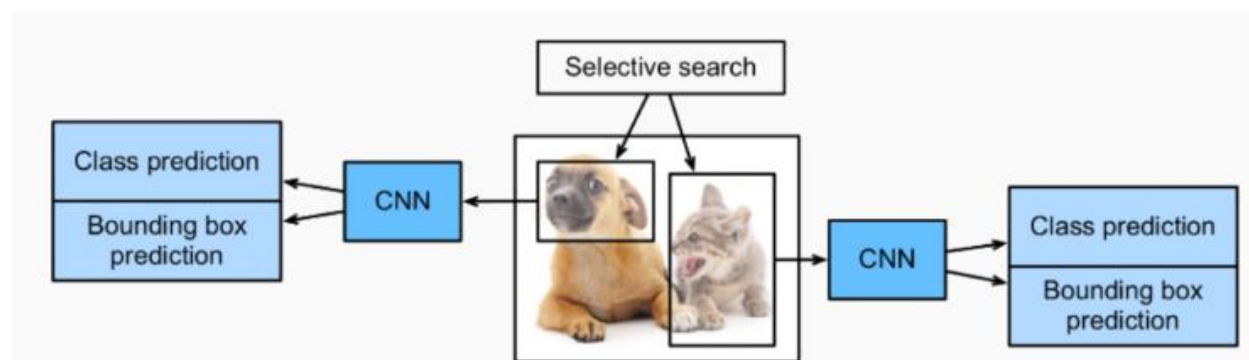 Selective search
Class prediction
Bounding box
prediction
CNN
CNN
Class prediction
Bounding box
prediction